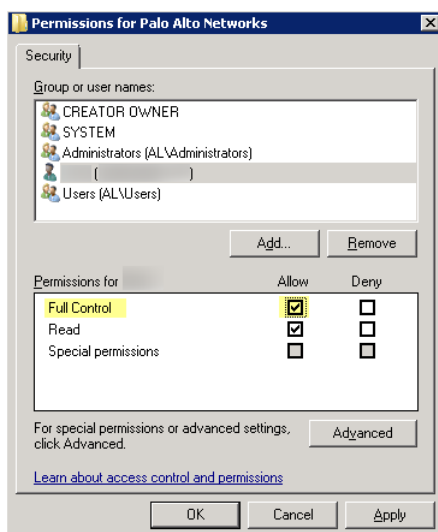 Permissions for Palo Alto Networks
Security
Group or user names:
CREATOR OWNER
SYSTEM
Administrators (AL\Administrators)
( )
Users (AL\Users)
Add... Remove
Permissions for Allow Deny
Full Control
Read
Special permissions
For special permissions or advanced settings,
click Advanced. Advanced
Learn about access control and permissions
OK Cancel Apply